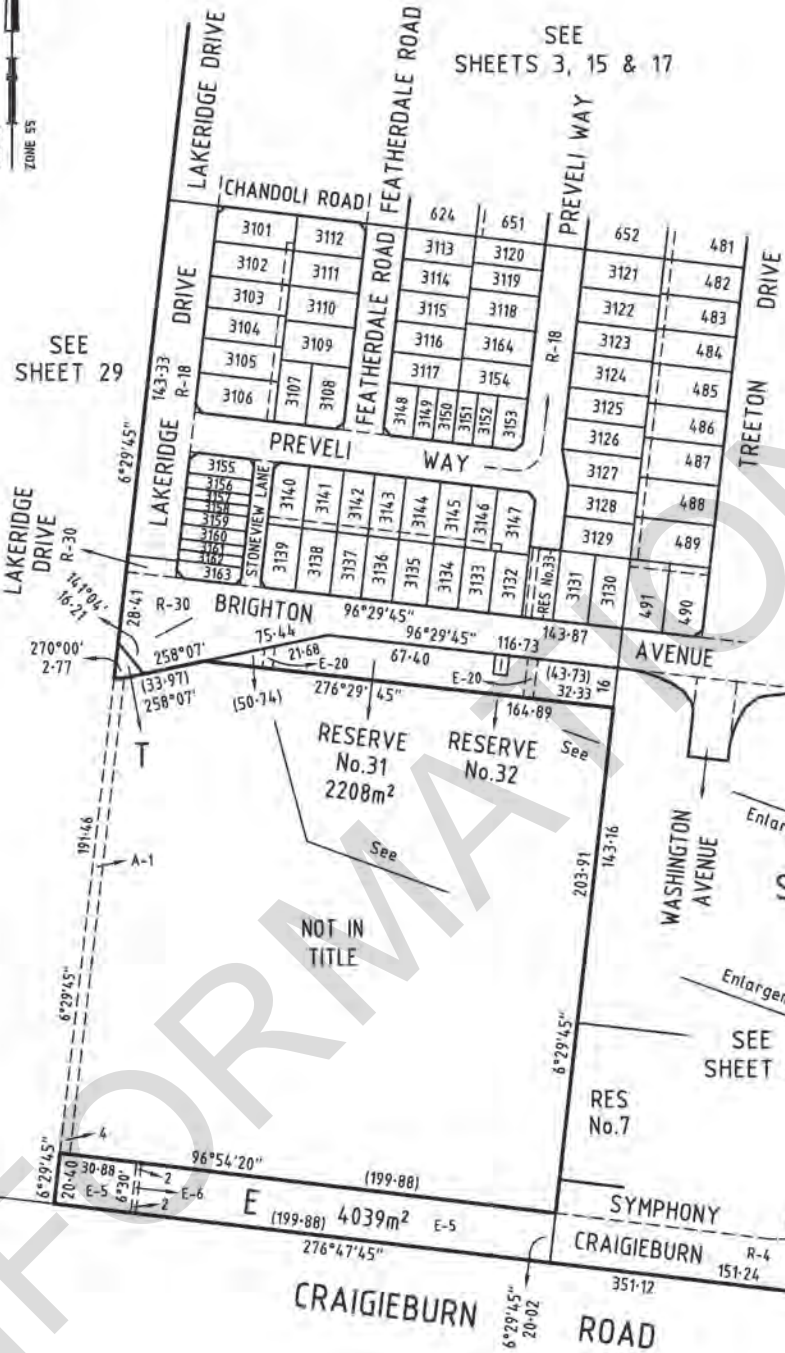 ZONE 55
SEE
SHEETS 3, 15 & 17
LAKERIDGE DRIVE
FEATHERDALE ROAD
PREVELI WAY
CHANDOLI ROAD
624
651
652
481
3101
3112
3113
3120
3121
482
3102
3111
3114
3119
3122
483
3103
3110
3115
3118
3123
484
3104
3109
3116
3164
3124
485
3105
3117
3154
3125
486
3106
3107
3108
3148
3149
3150
3151
3152
3153
3126
487
3127
488
3128
489
3129
FEATHERDALE ROAD
R-18
TREETON DRIVE
SEE
SHEET 29
143·33
R-18
LAKERIDGE DRIVE
6°29'45"
PREVELI WAY
3155
3156
3157
3158
3159
3160
3161
3162
3163
STONEVIEW LANE
3140
3141
3142
3143
3144
3145
3146
3147
3139
3138
3137
3136
3135
3134
3133
3132
RES No.33
3131
3130
491
490
LAKERIDGE
DRIVE
R-30
141°04'
16·21
28·41
R-30
BRIGHTON
96°29'45"
143·87
AVENUE
270°00'
2·77
258°07'
75·44
96°29'45"
116·73
(33·97)
258°07'
21·68
E-20
67·40
E-20
(43·73)
32·33
16
(50·74)
276°29'45"
164·89
T
RESERVE
No.31
2208m²
RESERVE
No.32
See
See
WASHINGTON
AVENUE
Enlar
191·46
A-1
203·91
143·16
NOT IN
TITLE
Enlargem
6°29'45"
6°29'45"
SEE
SHEET
RES
No.7
4
6°29'45"
20·40
30·88
E-5
6°30'
2
E-6
2
96°54'20"
(199·88)
E
(199·88)
4039m²
E-5
276°47'45"
SYMPHONY
CRAIGIEBURN
R-4
151·24
351·12
6°29'45"
20·02
CRAIGIEBURN ROAD